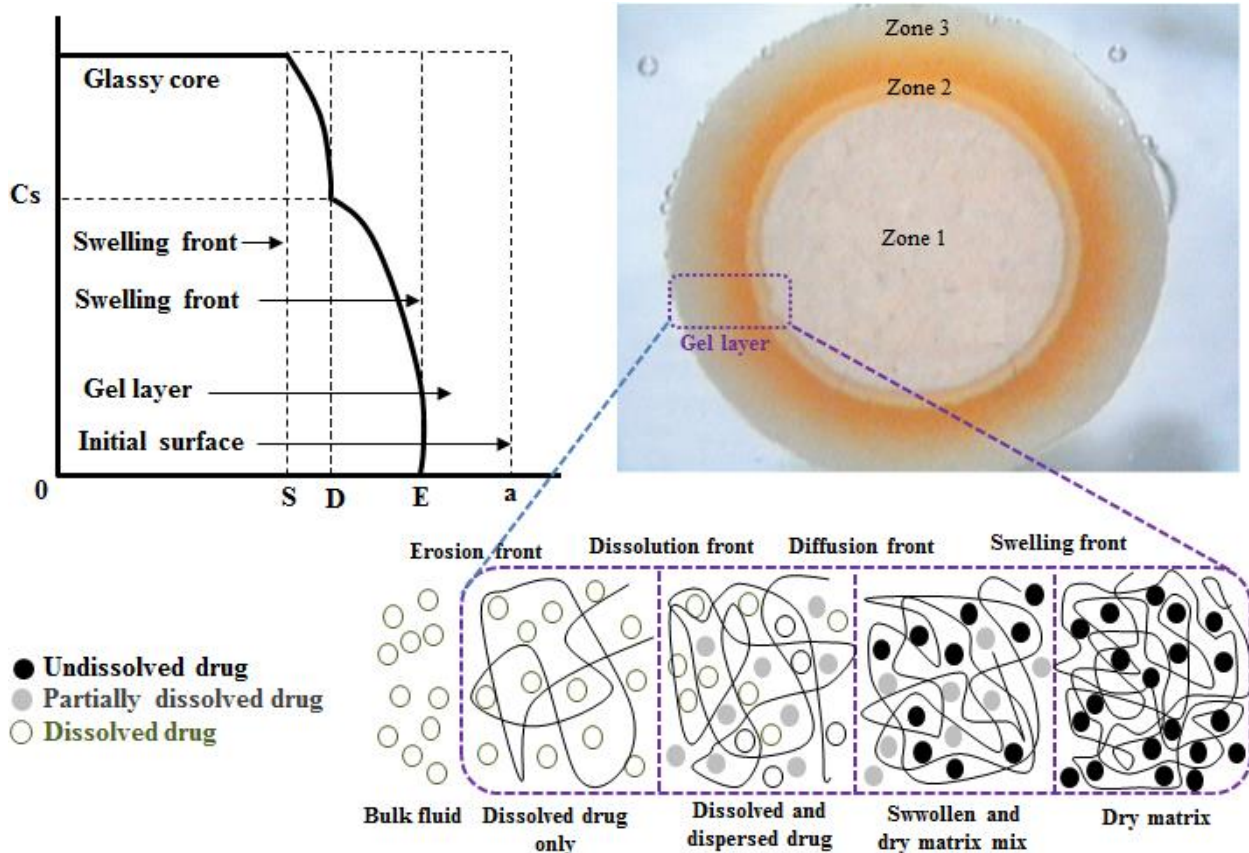 Glassy core
Cs
Swelling front
Swelling front
Gel layer
Initial surface
0
S
D
E
a
Zone 3
Zone 2
Zone 1
Gel layer
Erosion front
Dissolution front
Diffusion front
Swelling front
Undissolved drug
Partially dissolved drug
Dissolved drug
Bulk fluid
Dissolved drug
only
Dissolved and
dispersed drug
Swwollen and
dry matrix mix
Dry matrix